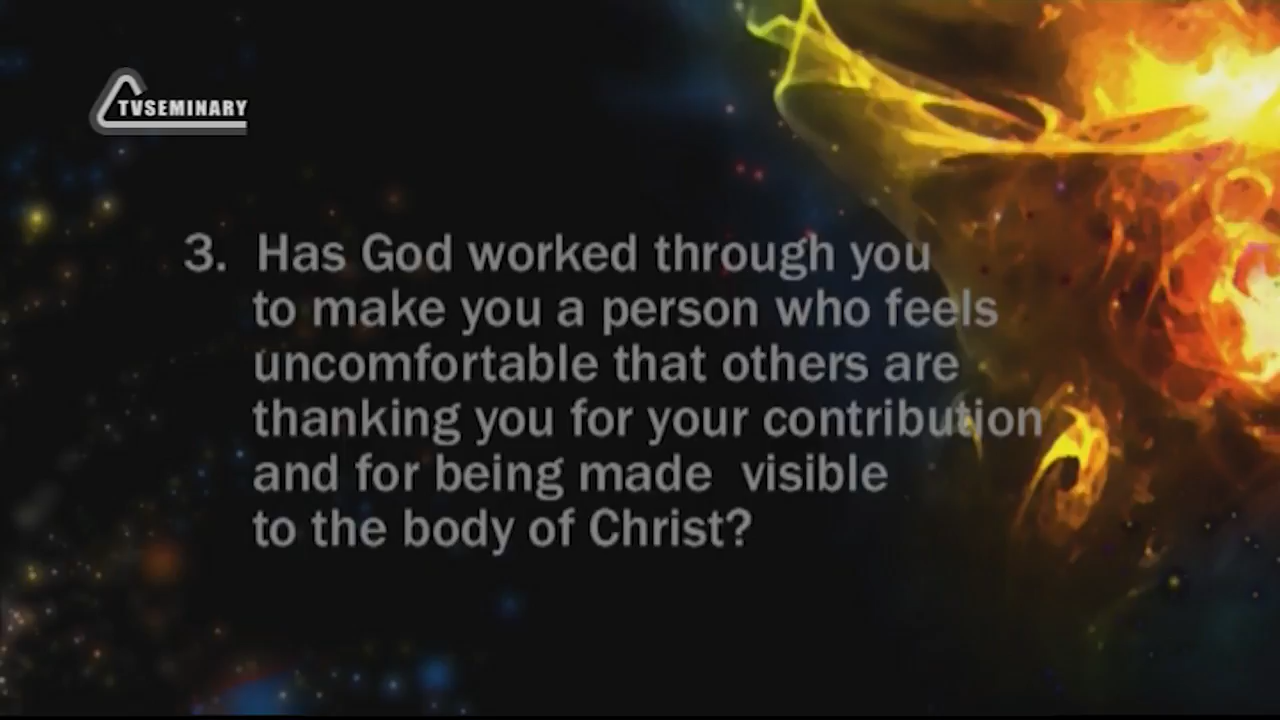 TVSEMINARY
3. Has God worked through you
to make you a person who feels
uncomfortable that others are
thanking you for your contribution
and for being made visible
to the body of Christ?